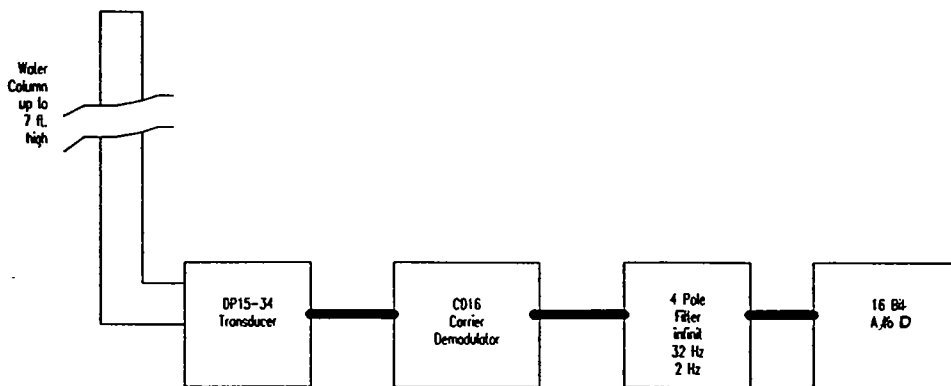 Water
Column
up to
7 ft.
high
DP15-34
Transducer
CD16
Carrier
Demodulator
4 Pole
Filter
infinit
32 Hz
2 Hz
16 Bit